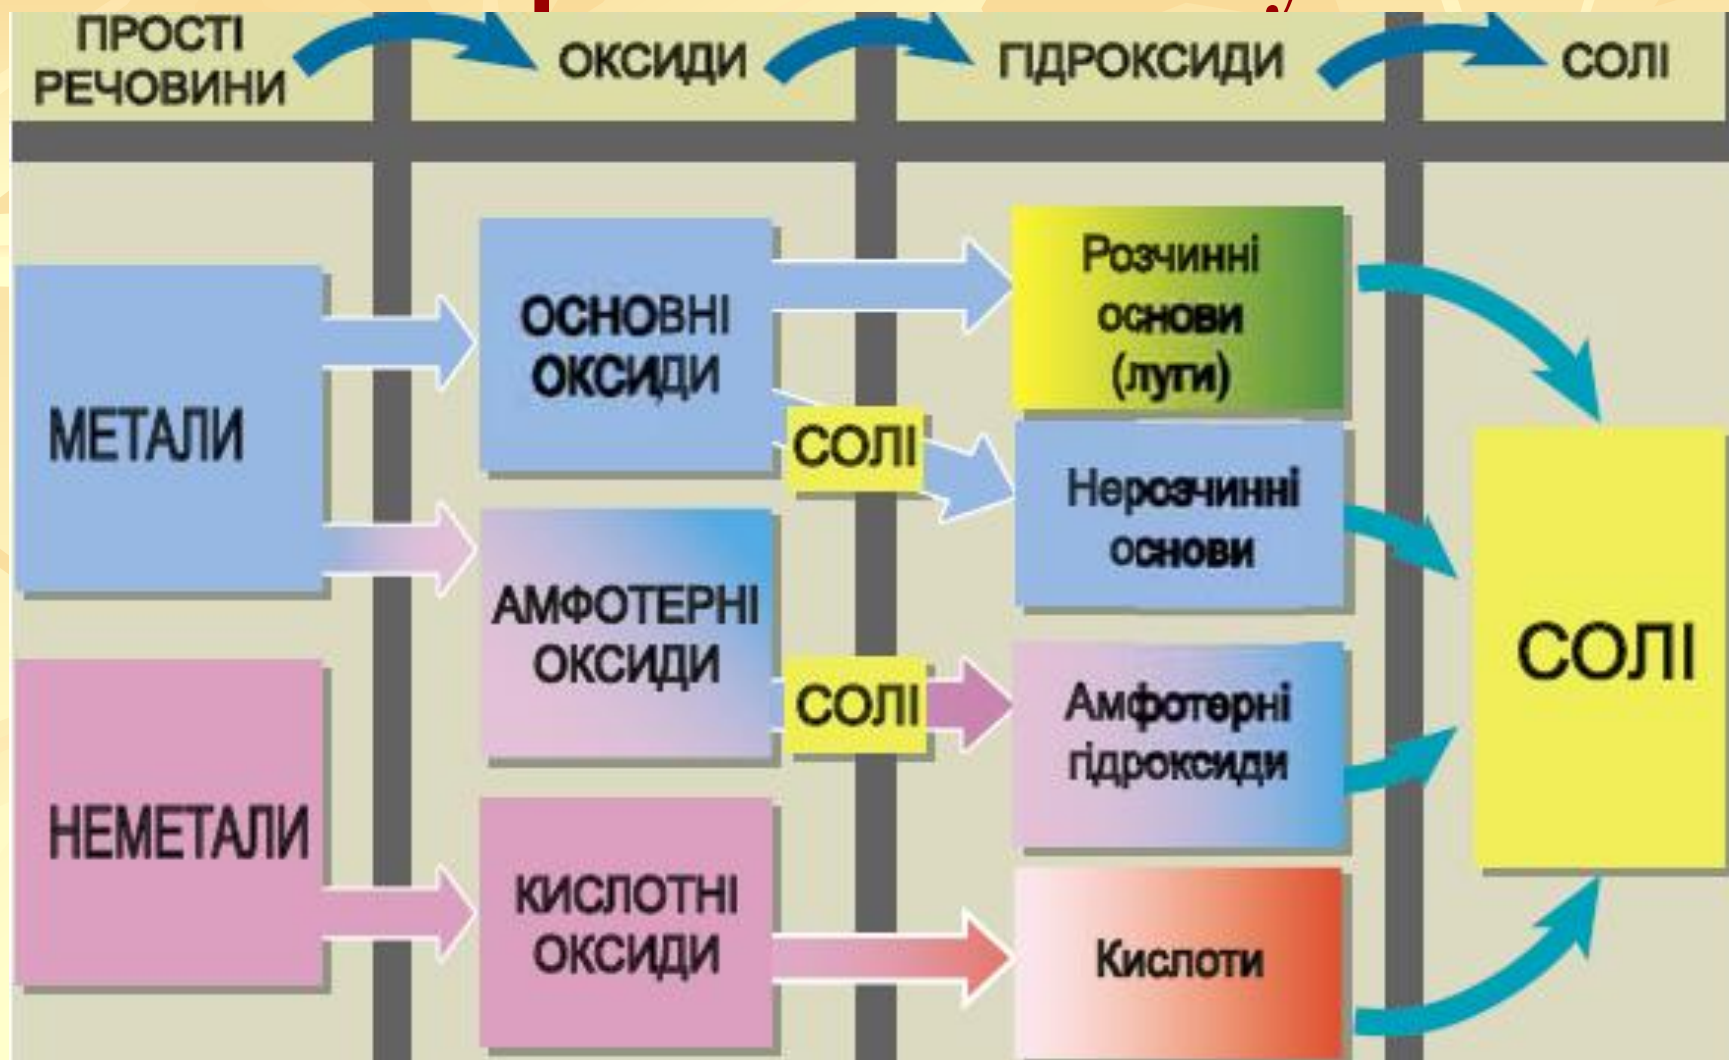 ПРОСТІ
РЕЧОВИНИ
ОКСИДИ
ГІДРОКСИДИ
СОЛІ
МЕТАЛИ
НЕМЕТАЛИ
ОСНОВНІ
ОКСИДИ
АМФОТЕРНІ
ОКСИДИ
КИСЛОТНІ
ОКСИДИ
СОЛІ
СОЛІ
Розчинні
основи
(луги)
Нерозчинні
основи
Амфотерні
гідроксиди
Кислоти
СОЛІ